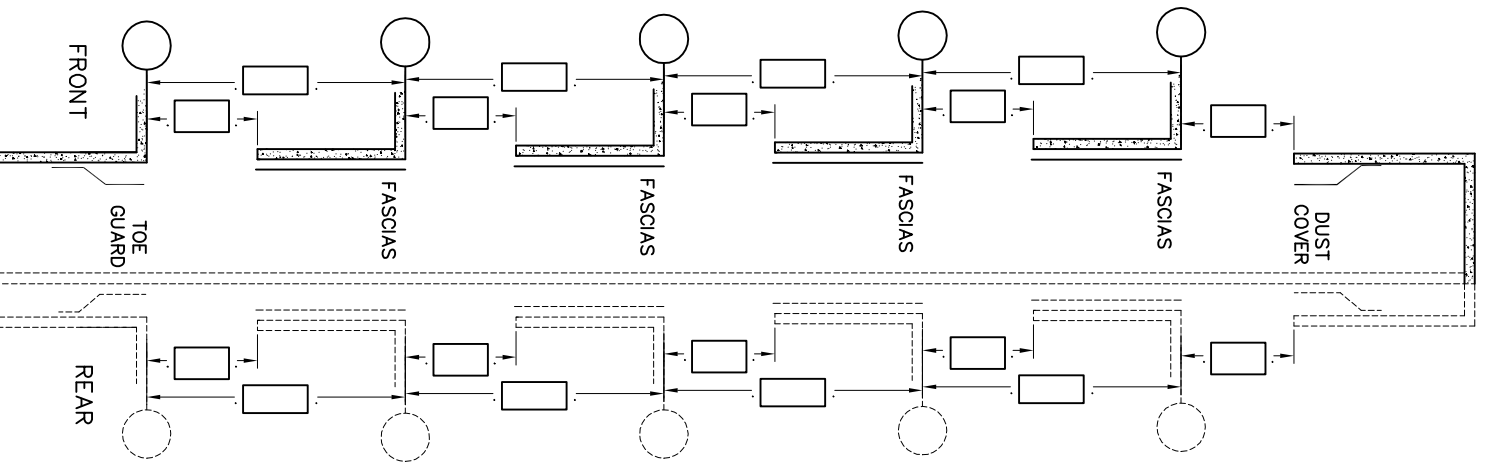 FRONT
TOE
GUARD
FASCIAS
FASCIAS
FASCIAS
FASCIAS
DUST
COVER
REAR